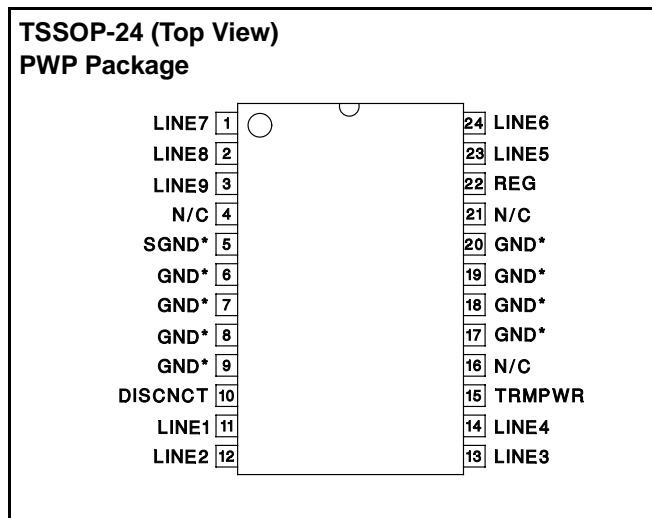 TSSOP-24 (Top View)
PWP Package
LINE7 1 24 LINE6
LINE8 2 23 LINE5
LINE9 3 22 REG
N/C 4 21 N/C
SGND* 5 20 GND*
GND* 6 19 GND*
GND* 7 18 GND*
GND* 8 17 GND*
GND* 9 16 N/C
DISCNCT 10 15 TRMPWR
LINE1 11 14 LINE4
LINE2 12 13 LINE3